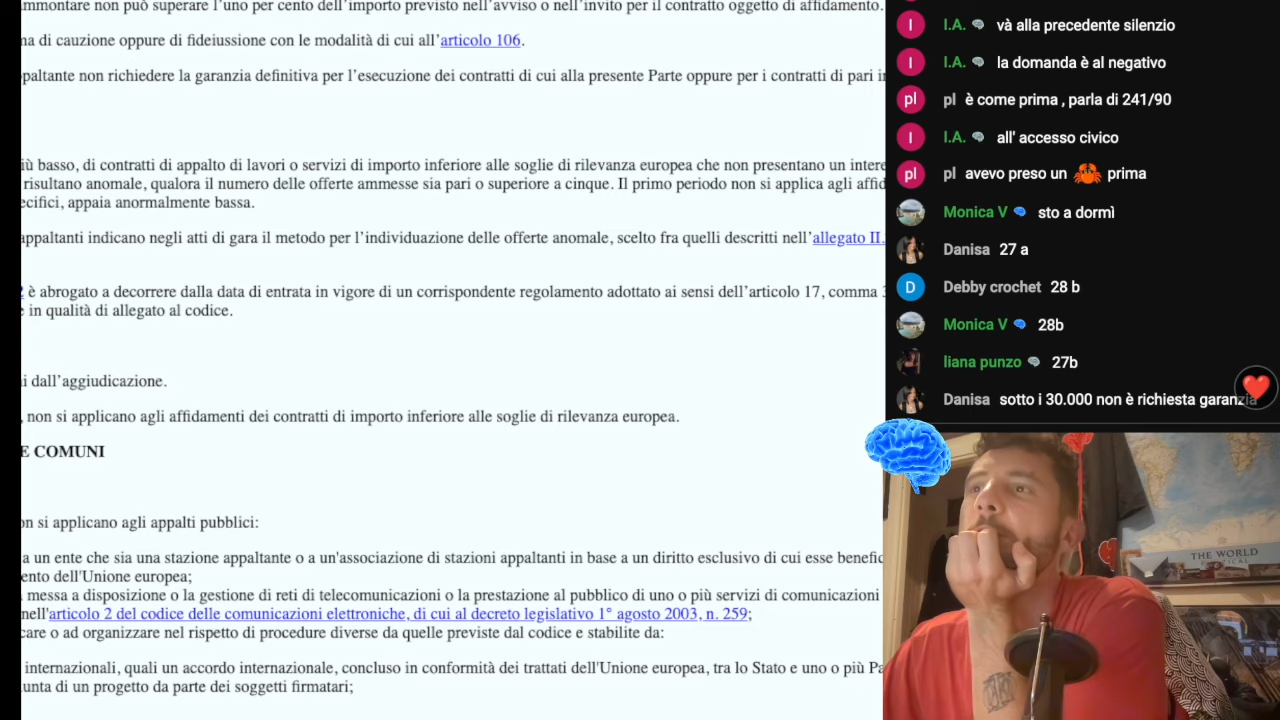 ammontare non può superare l'uno per cento dell'importo previsto nell'avviso o nell'invito per il contratto oggetto di affidamento.
ma di cauzione oppure di fideiussione con le modalità di cui all'articolo 106.
paltante non richiedere la garanzia definitiva per l'esecuzione dei contratti di cui alla presente Parte oppure per i contratti di pari i
iù basso, di contratti di appalto di lavori o servizi di importo inferiore alle soglie di rilevanza europea che non presentano un intere
risultano anomale, qualora il numero delle offerte ammesse sia pari o superiore a cinque. Il primo periodo non si applica agli affid
ecifici, appaia anormalmente bassa.
appaltanti indicano negli atti di gara il metodo per l'individuazione delle offerte anomale, scelto fra quelli descritti nell'allegato II.
2 è abrogato a decorrere dalla data di entrata in vigore di un corrispondente regolamento adottato ai sensi dell'articolo 17, comma 3
e in qualità di allegato al codice.
i dall'aggiudicazione.
, non si applicano agli affidamenti dei contratti di importo inferiore alle soglie di rilevanza europea.
E COMUNI
on si applicano agli appalti pubblici:
a un ente che sia una stazione appaltante o a un'associazione di stazioni appaltanti in base a un diritto esclusivo di cui esse benefic
ento dell'Unione europea;
messa a disposizione o la gestione di reti di telecomunicazioni o la prestazione al pubblico di uno o più servizi di comunicazioni
nell'articolo 2 del codice delle comunicazioni elettroniche, di cui al decreto legislativo 1° agosto 2003, n. 259;
care o ad organizzare nel rispetto di procedure diverse da quelle previste dal codice e stabilite da:
internazionali, quali un accordo internazionale, concluso in conformità dei trattati dell'Unione europea, tra lo Stato e uno o più Pa
unta di un progetto da parte dei soggetti firmatari;
I I.A. và alla precedente silenzio
I I.A. la domanda è al negativo
pl pl è come prima , parla di 241/90
I I.A. all' accesso civico
pl pl avevo preso un 🦀 prima
Monica V sto a dormì
Danisa 27 a
D Debby crochet 28 b
Monica V 28b
liana punzo 27b
Danisa sotto i 30.000 non è richiesta garanzia
THE WORLD